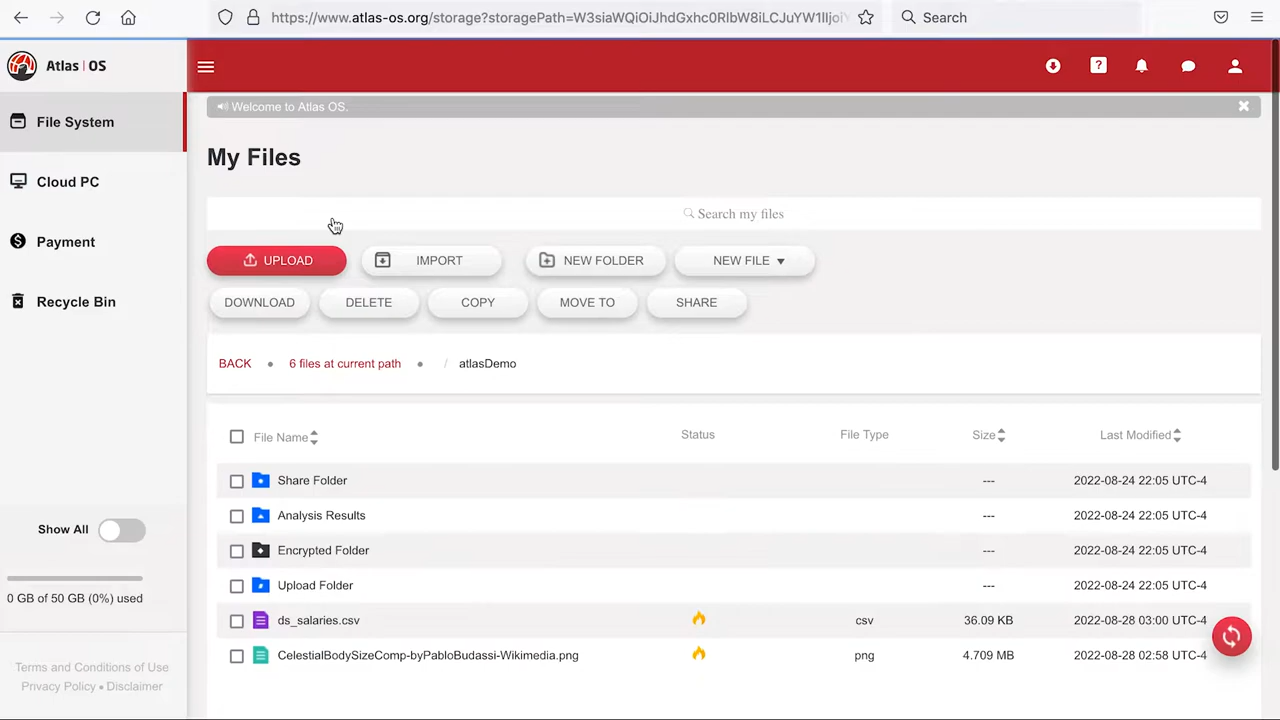 https://www.atlas-os.org/storage?storagePath=W3siaWQiOiJhdGxhc0RlbW8iLCJuYW1lIjoiY
Search
Atlas | OS
?
Welcome to Atlas OS.
File System
My Files
Cloud PC
Search my files
Payment
UPLOAD
IMPORT
NEW FOLDER
NEW FILE
Recycle Bin
DOWNLOAD
DELETE
COPY
MOVE TO
SHARE
BACK • 6 files at current path • / atlasDemo
File Name Status File Type Size Last Modified
Share Folder --- 2022-08-24 22:05 UTC-4
Analysis Results --- 2022-08-24 22:05 UTC-4
Show All
Encrypted Folder --- 2022-08-24 22:05 UTC-4
Upload Folder --- 2022-08-24 22:05 UTC-4
0 GB of 50 GB (0%) used
ds_salaries.csv csv 36.09 KB 2022-08-28 03:00 UTC-4
CelestialBodySizeComp-byPabloBudassi-Wikimedia.png png 4.709 MB 2022-08-28 02:58 UTC-4
Terms and Conditions of Use
Privacy Policy • Disclaimer